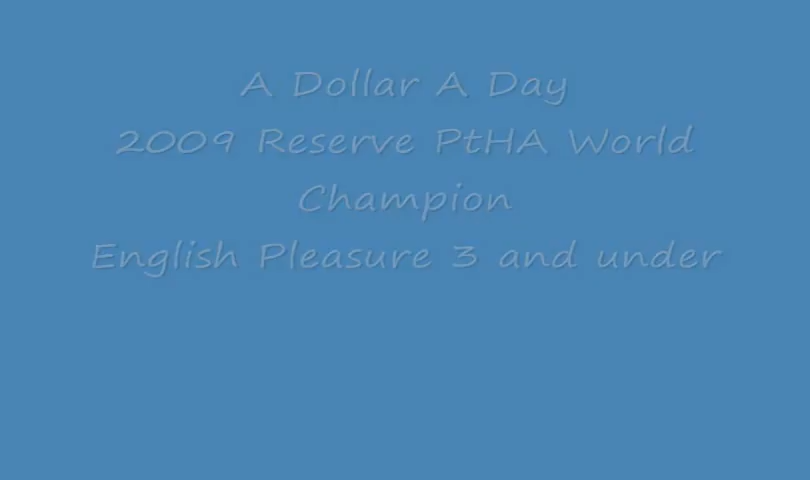 A Dollar A Day
2009 Reserve PtHA World
Champion
English Pleasure 3 and under